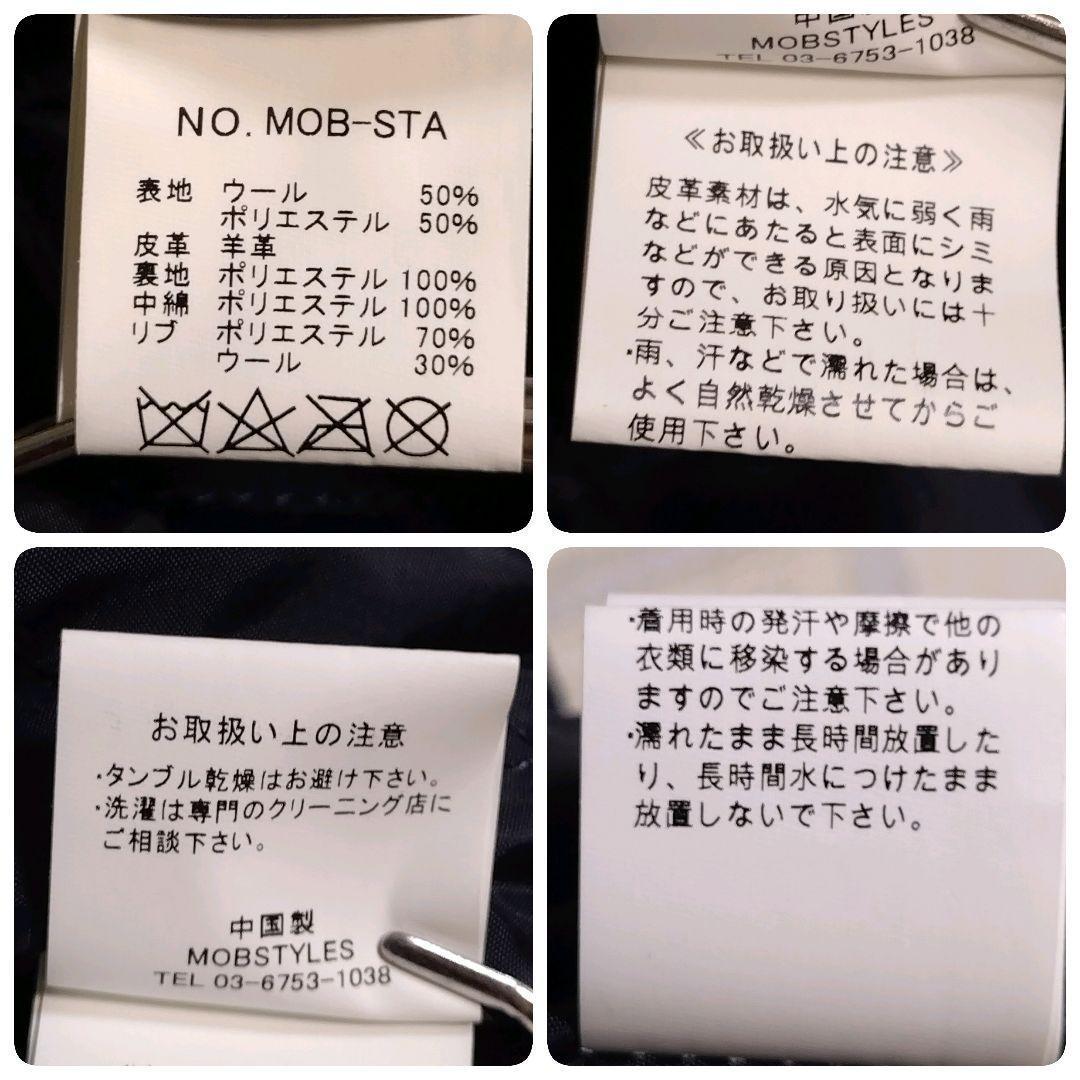 NO. MOB-STA
表地 ウール 50%
ポリエステル 50%
皮革 羊革
裏地 ポリエステル 100%
中綿 ポリエステル 100%
リブ ポリエステル 70%
ウール 30%
MOBSTYLES
TEL 03-6753-1038
≪お取扱い上の注意≫
皮革素材は、水気に弱く雨
などにあたると表面にシミ
などができる原因となりま
すので、お取り扱いには十
分ご注意下さい。
・雨、汗などで濡れた場合は、
よく自然乾燥させてからご
使用下さい。
お取扱い上の注意
・タンブル乾燥はお避け下さい。
・洗濯は専門のクリーニング店に
ご相談下さい。
中国製
MOBSTYLES
TEL 03-6753-1038
・着用時の発汗や摩擦で他の
衣類に移染する場合があり
ますのでご注意下さい。
・濡れたまま長時間放置した
り、長時間水につけたまま
放置しないで下さい。